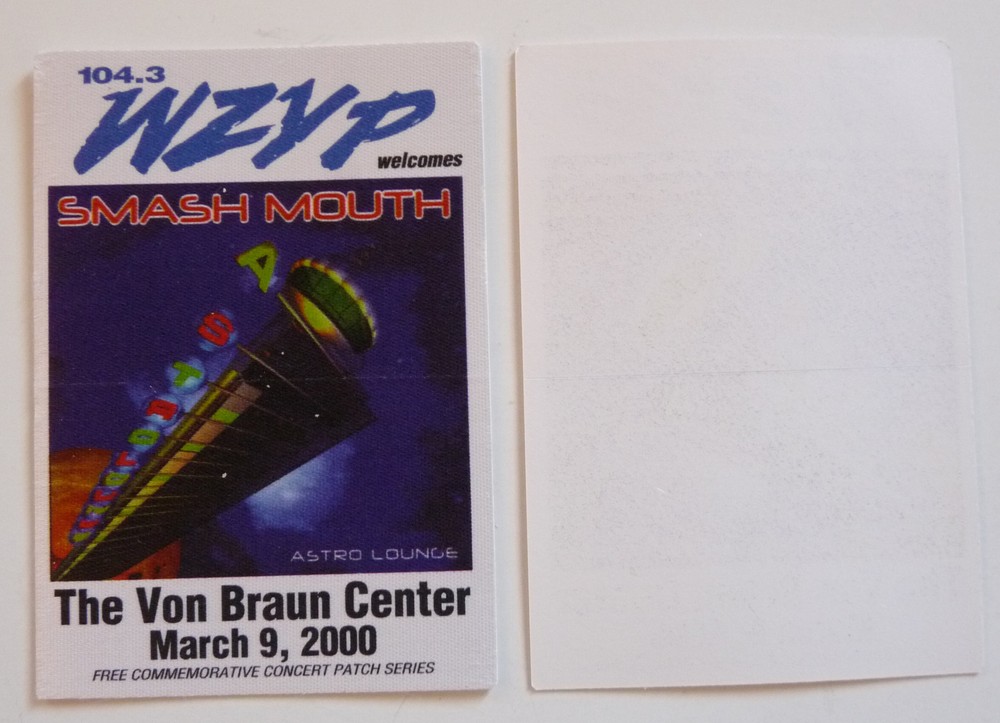 104.3
WZYP
welcomes
SMASH MOUTH
ASTRO LOUNGE
The Von Braun Center
March 9, 2000
FREE COMMEMORATIVE CONCERT PATCH SERIES